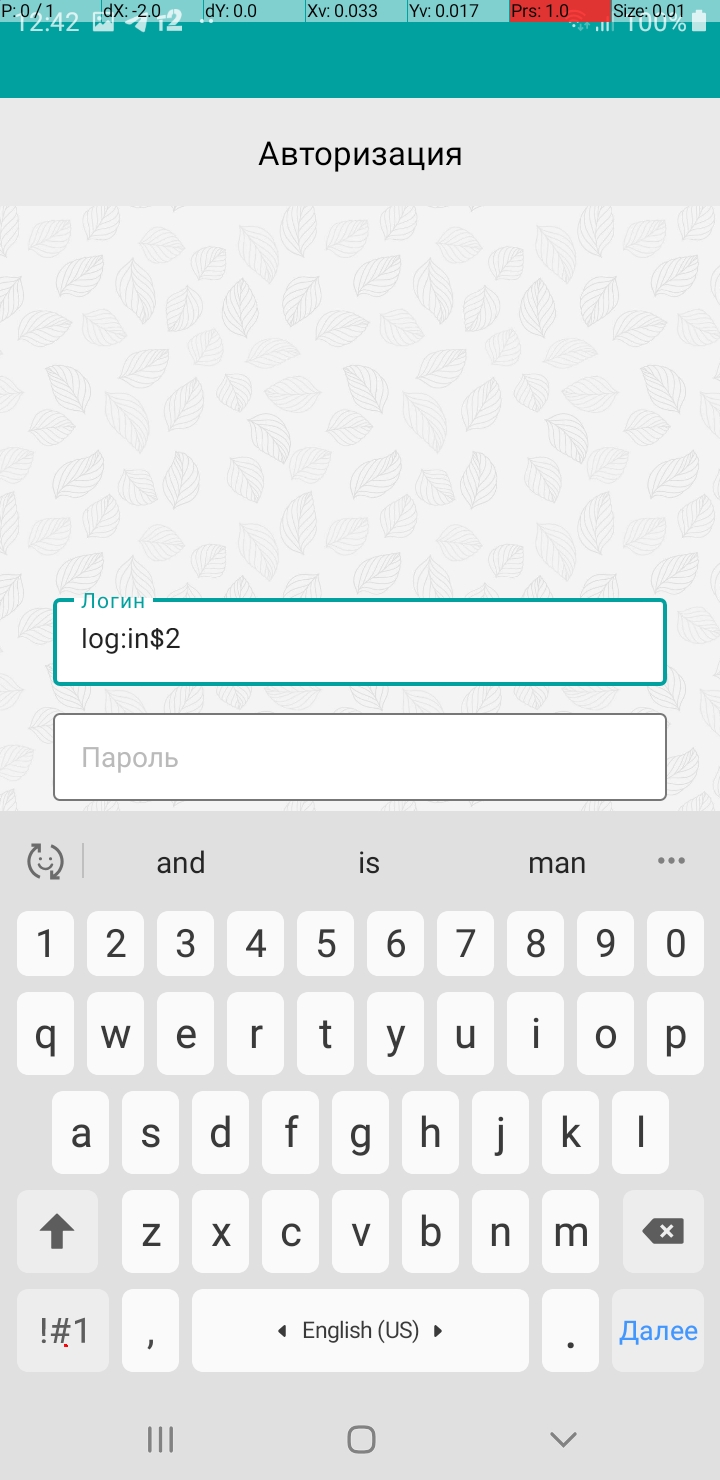 P: 0 / 1 dX: -2.0 dY: 0.0 Xv: 0.033 Yv: 0.017 Prs: 1.0 Size: 0.01
12:42 T2 100%
Авторизация
Логин
log:in$2
Пароль
and is man
1 2 3 4 5 6 7 8 9 0
q w e r t y u i o p
a s d f g h j k l
z x c v b n m
!#1 , English (US) . Далее